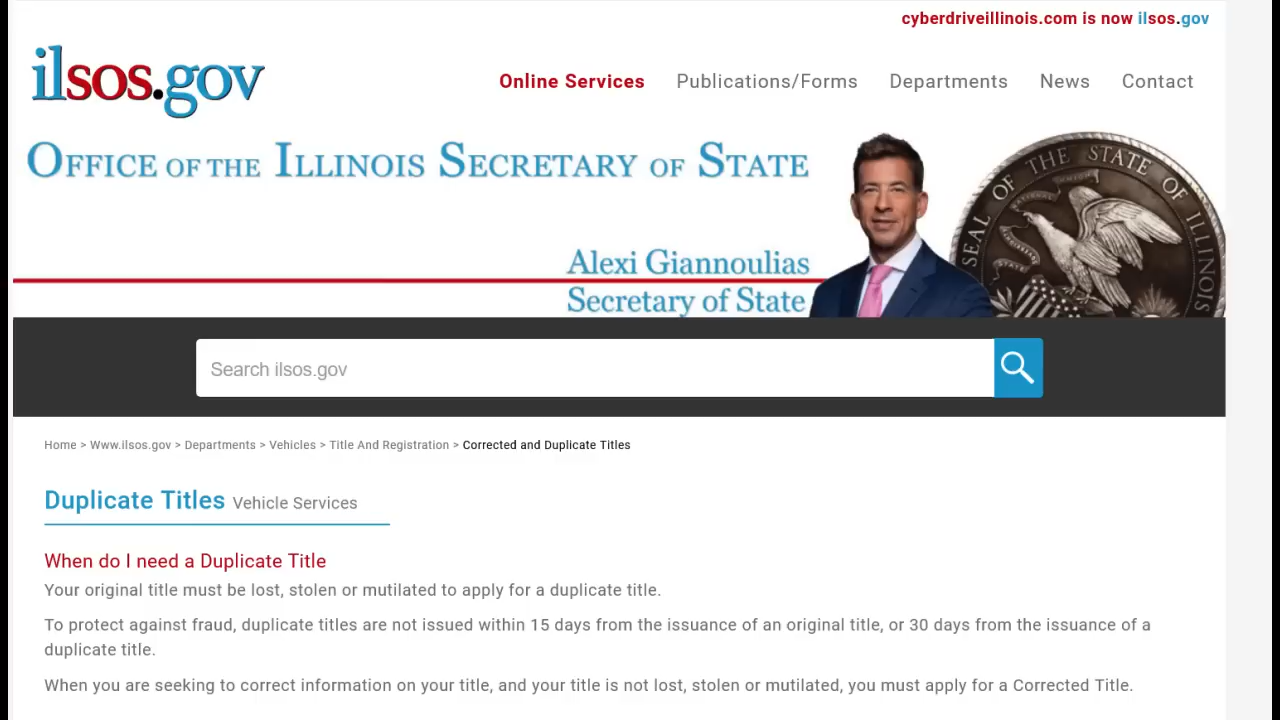 cyberdriveillinois.com is now ilsos.gov
ilsos.gov
Online Services Publications/Forms Departments News Contact
OFFICE OF THE ILLINOIS SECRETARY OF STATE
SEAL OF THE STATE OF ILLINOIS
Alexi Giannoulias
Secretary of State
Search ilsos.gov
Home > Www.ilsos.gov > Departments > Vehicles > Title And Registration > Corrected and Duplicate Titles
Duplicate Titles Vehicle Services
When do I need a Duplicate Title
Your original title must be lost, stolen or mutilated to apply for a duplicate title.
To protect against fraud, duplicate titles are not issued within 15 days from the issuance of an original title, or 30 days from the issuance of a
duplicate title.
When you are seeking to correct information on your title, and your title is not lost, stolen or mutilated, you must apply for a Corrected Title.